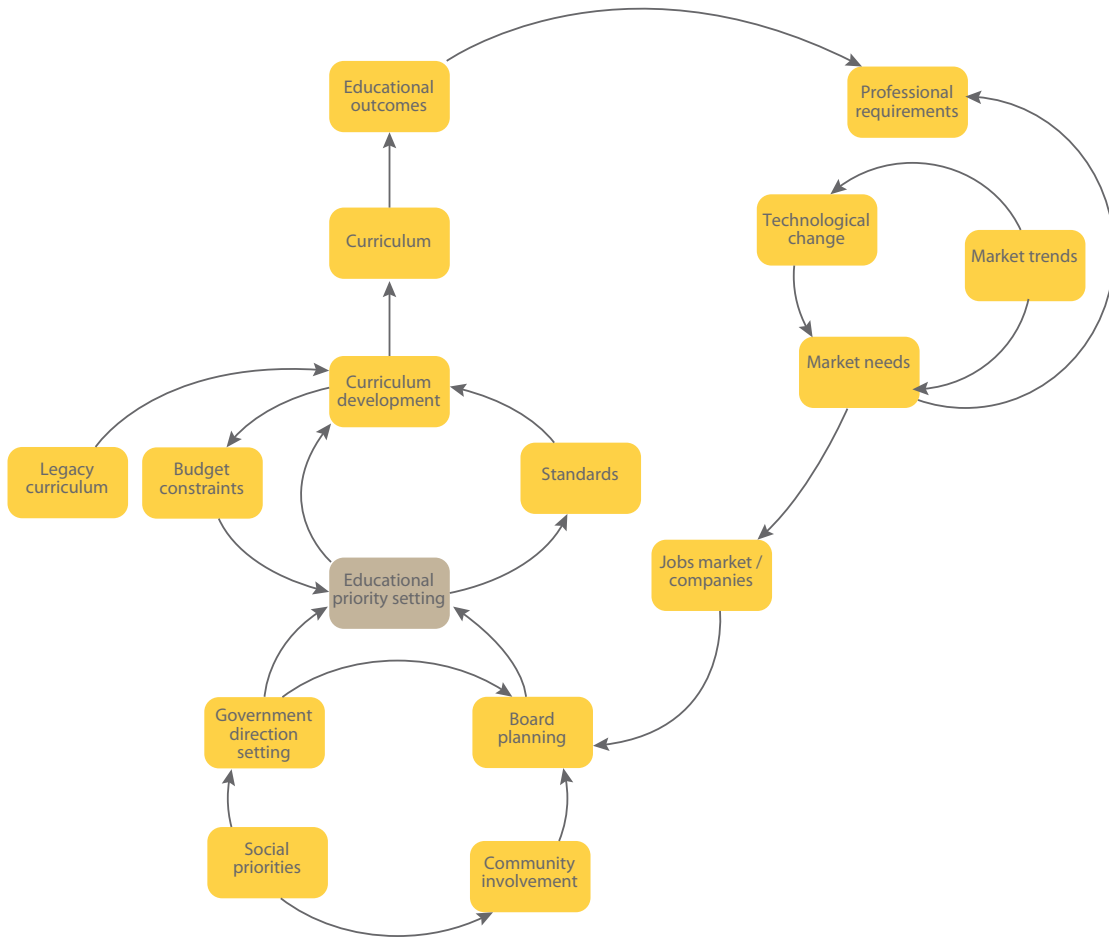 Educational
outcomes
Professional
requirements
Technological
change
Curriculum
Market trends
Market needs
Curriculum
development
Legacy
curriculum
Budget
constraints
Standards
Jobs market /
companies
Educational
priority setting
Government
direction
setting
Board
planning
Social
priorities
Community
involvement